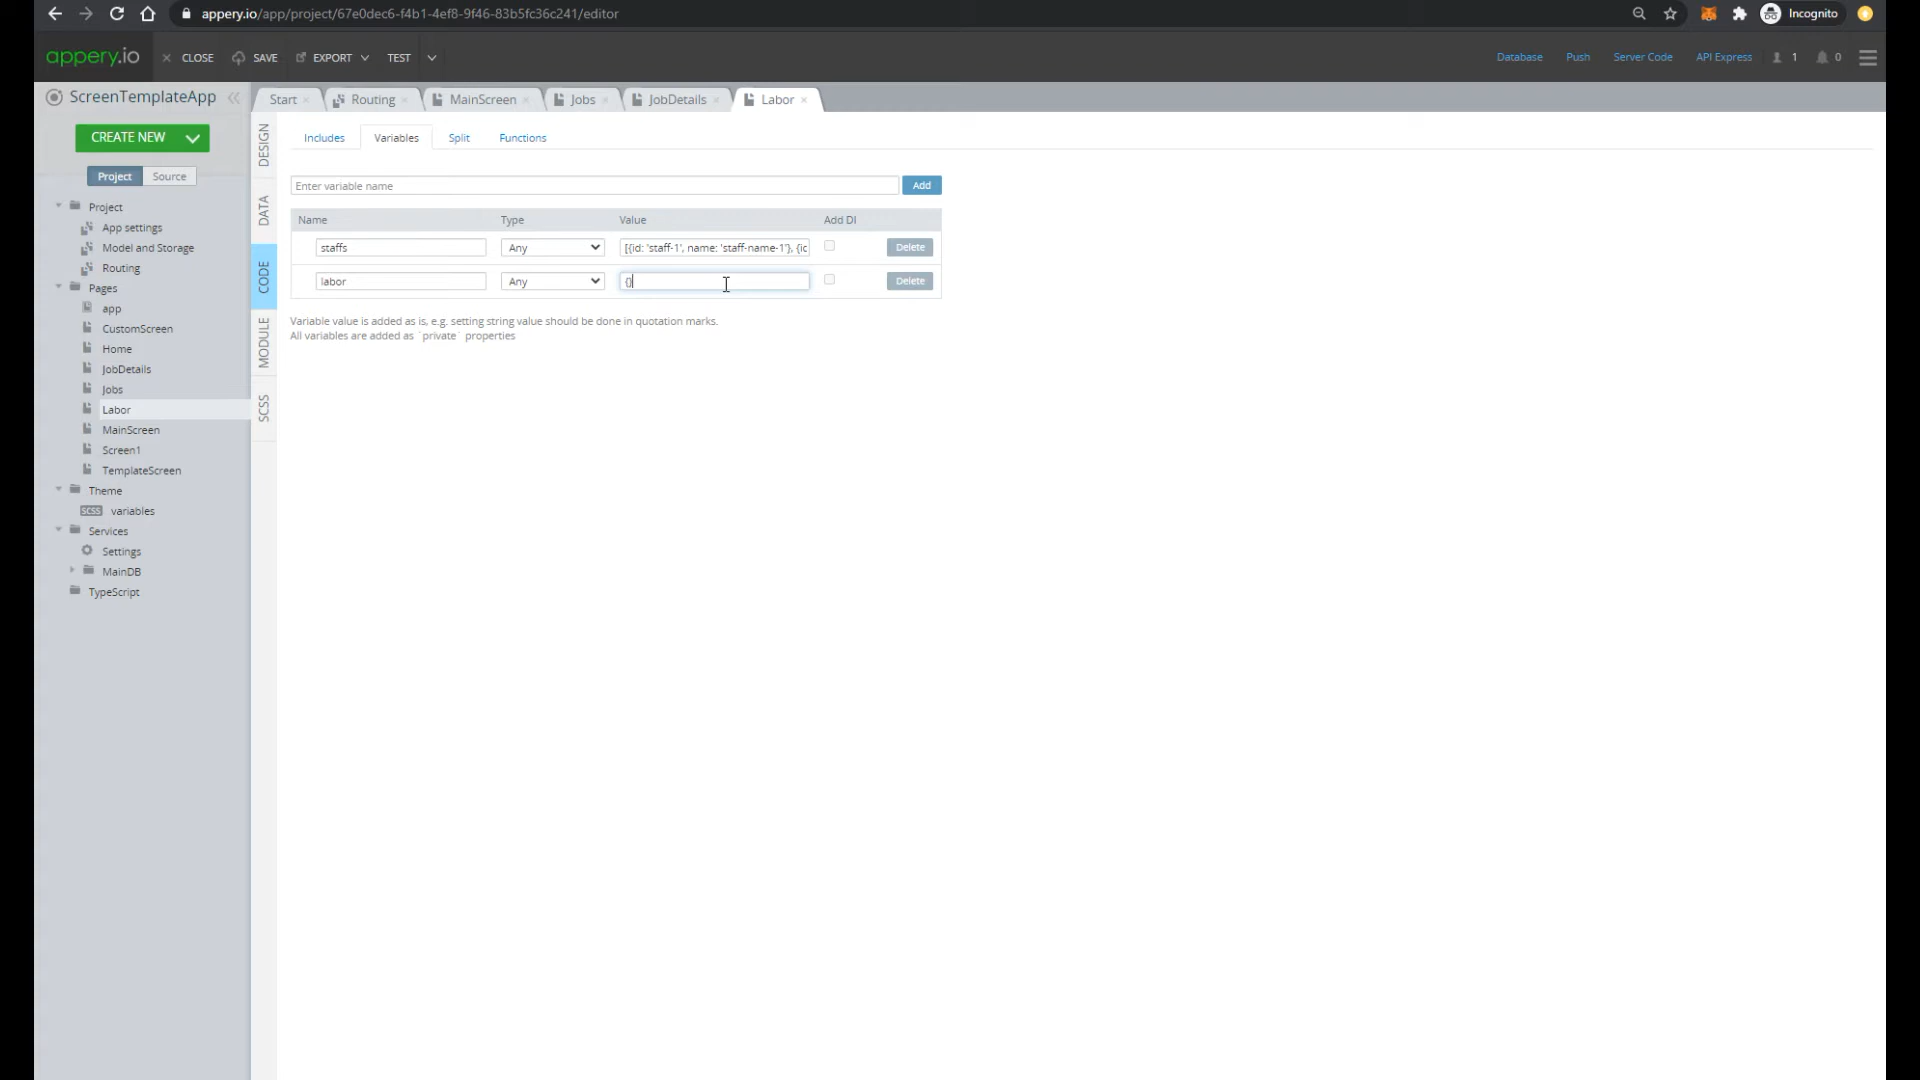 appery.io/app/project/67e0dec6-f4b1-4ef8-9f46-83b5fc36c241/editor
Incognito
appery.io
CLOSE
SAVE
EXPORT
TEST
Database
Push
Server Code
API Express
1
0
ScreenTemplateApp
Start
Routing
MainScreen
Jobs
JobDetails
Labor
CREATE NEW
Project
Source
Project
App settings
Model and Storage
Routing
Pages
app
CustomScreen
Home
JobDetails
Jobs
Labor
MainScreen
Screen1
TemplateScreen
Theme
SCSS variables
Services
Settings
MainDB
TypeScript
DESIGN
DATA
CODE
MODULE
SCSS
Includes
Variables
Split
Functions
Enter variable name
Add
Name
Type
Value
Add DI
staffs
Any
[{id: 'staff-1', name: 'staff-name-1'}, {ic
Delete
labor
Any
{}
Delete
Variable value is added as is, e.g. setting string value should be done in quotation marks.
All variables are added as `private` properties